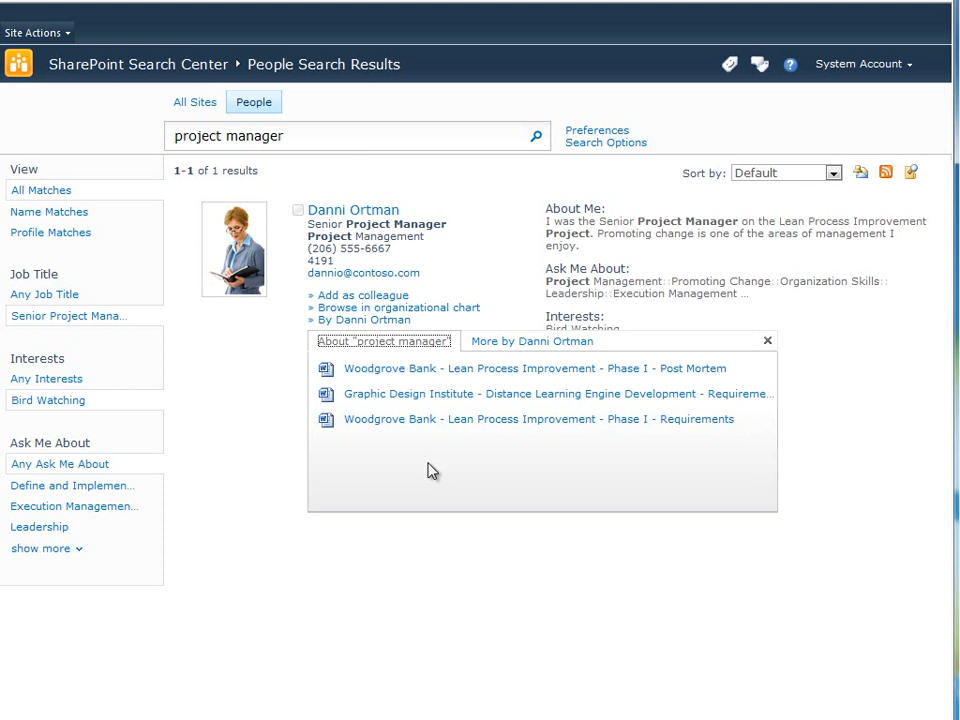 Site Actions
SharePoint Search Center ▸ People Search Results
System Account
All Sites
People
project manager
Preferences
Search Options
View
All Matches
Name Matches
Profile Matches
Job Title
Any Job Title
Senior Project Mana...
Interests
Any Interests
Bird Watching
Ask Me About
Any Ask Me About
Define and Implemen...
Execution Managemen...
Leadership
show more
1-1 of 1 results
Sort by:
Default
Danni Ortman
Senior Project Manager
Project Management
(206) 555-6667
4191
dannio@contoso.com
» Add as colleague
» Browse in organizational chart
» By Danni Ortman
About Me:
I was the Senior Project Manager on the Lean Process Improvement
Project. Promoting change is one of the areas of management I
enjoy.
Ask Me About:
Project Management::Promoting Change::Organization Skills::
Leadership::Execution Management ...
Interests:
Bird Watching
About "project manager"
More by Danni Ortman
Woodgrove Bank - Lean Process Improvement - Phase I - Post Mortem
Graphic Design Institute - Distance Learning Engine Development - Requireme...
Woodgrove Bank - Lean Process Improvement - Phase I - Requirements